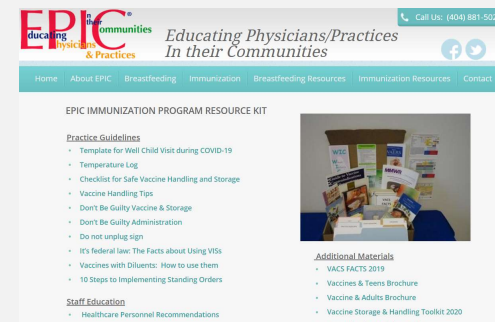 EPIC®
In their
ommunities
ducating
hysicians
& Practices
Educating Physicians/Practices
In their Communities
Call Us: (404) 881-502
Home About EPIC Breastfeeding Immunization Breastfeeding Resources Immunization Resources Contact
EPIC IMMUNIZATION PROGRAM RESOURCE KIT
Practice Guidelines
Template for Well Child Visit during COVID-19
Temperature Log
Checklist for Safe Vaccine Handling and Storage
Vaccine Handling Tips
Don't Be Guilty Vaccine & Storage
Don't Be Guilty Administration
Do not unplug sign
It's federal law: The Facts about Using VISs
Vaccines with Diluents: How to use them
10 Steps to Implementing Standing Orders
Staff Education
Healthcare Personnel Recommendations
MMWR
Additional Materials
VACS FACTS 2019
Vaccines & Teens Brochure
Vaccine & Adults Brochure
Vaccine Storage & Handling Toolkit 2020